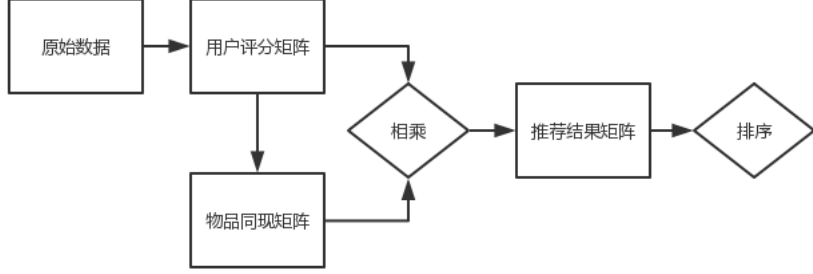 原始数据
用户评分矩阵
相乘
推荐结果矩阵
排序
物品同现矩阵